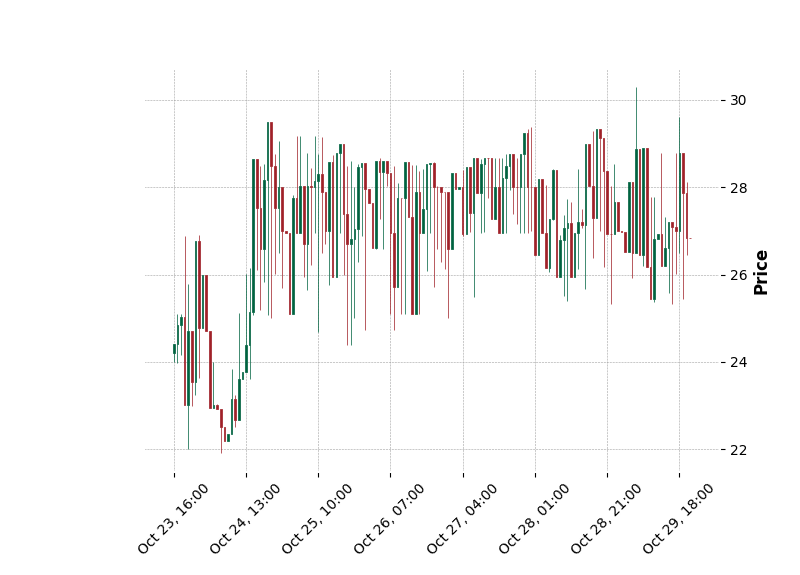 30
28
26
24
22
Price
Oct 23, 16:00
Oct 24, 13:00
Oct 25, 10:00
Oct 26, 07:00
Oct 27, 04:00
Oct 28, 01:00
Oct 28, 21:00
Oct 29, 18:00